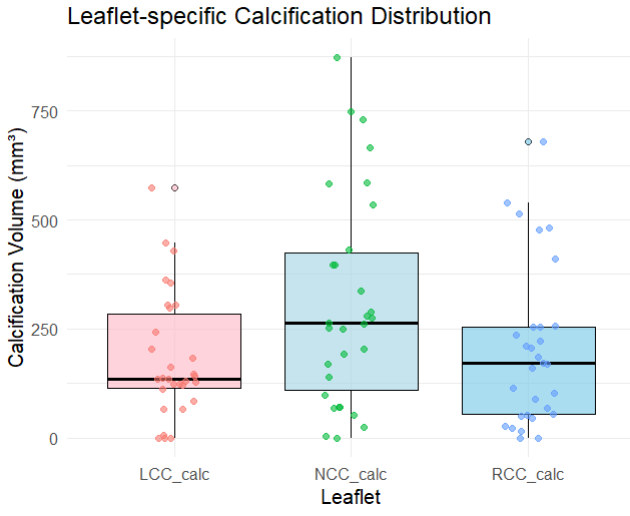 Leaflet-specific Calcification Distribution
Calcification Volume (mm³)
750
500
250
0
LCC_calc NCC_calc RCC_calc
Leaflet